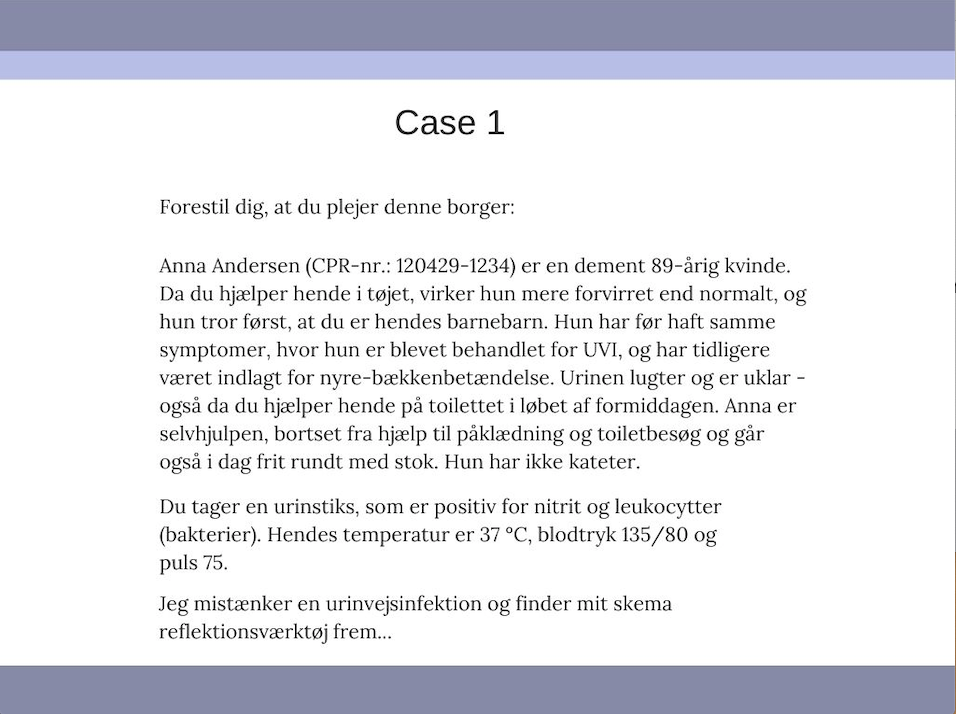 Case 1
Forestil dig, at du plejer denne borger:
Anna Andersen (CPR-nr.: 120429-1234) er en dement 89-årig kvinde.
Da du hjælper hende i tøjet, virker hun mere forvirret end normalt, og
hun tror først, at du er hendes barnebarn. Hun har før haft samme
symptomer, hvor hun er blevet behandlet for UVI, og har tidligere
været indlagt for nyre-bækkenbetændelse. Urinen lugter og er uklar -
også da du hjælper hende på toilettet i løbet af formiddagen. Anna er
selvhjulpen, bortset fra hjælp til påklædning og toiletbesøg og går
også i dag frit rundt med stok. Hun har ikke kateter.
Du tager en urinstiks, som er positiv for nitrit og leukocytter
(bakterier). Hendes temperatur er 37 °C, blodtryk 135/80 og
puls 75.
Jeg mistænker en urinvejsinfektion og finder mit skema
reflektionsværktøj frem...